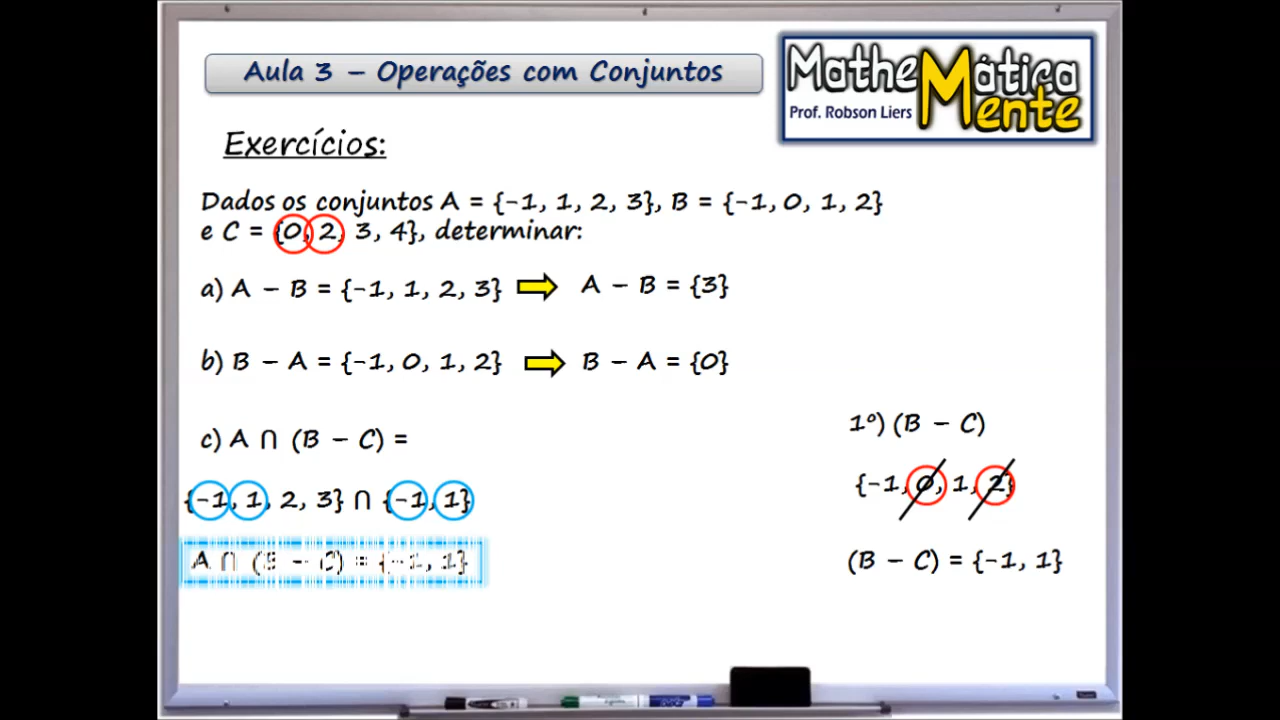 Aula 3 – Operações com Conjuntos
MatheMática
Mente
Prof. Robson Liers
Exercícios:
Dados os conjuntos A = {-1, 1, 2, 3}, B = {-1, 0, 1, 2}
e C = {0, 2, 3, 4}, determinar:
a) A – B = {-1, 1, 2, 3} A – B = {3}
b) B – A = {-1, 0, 1, 2} B – A = {0}
c) A ∩ (B – C) =
{-1, 1, 2, 3} ∩ {-1, 1}
A ∩ (B – C) = {-1, 1}
1º) (B – C)
{-1, 0, 1, 2}
(B – C) = {-1, 1}